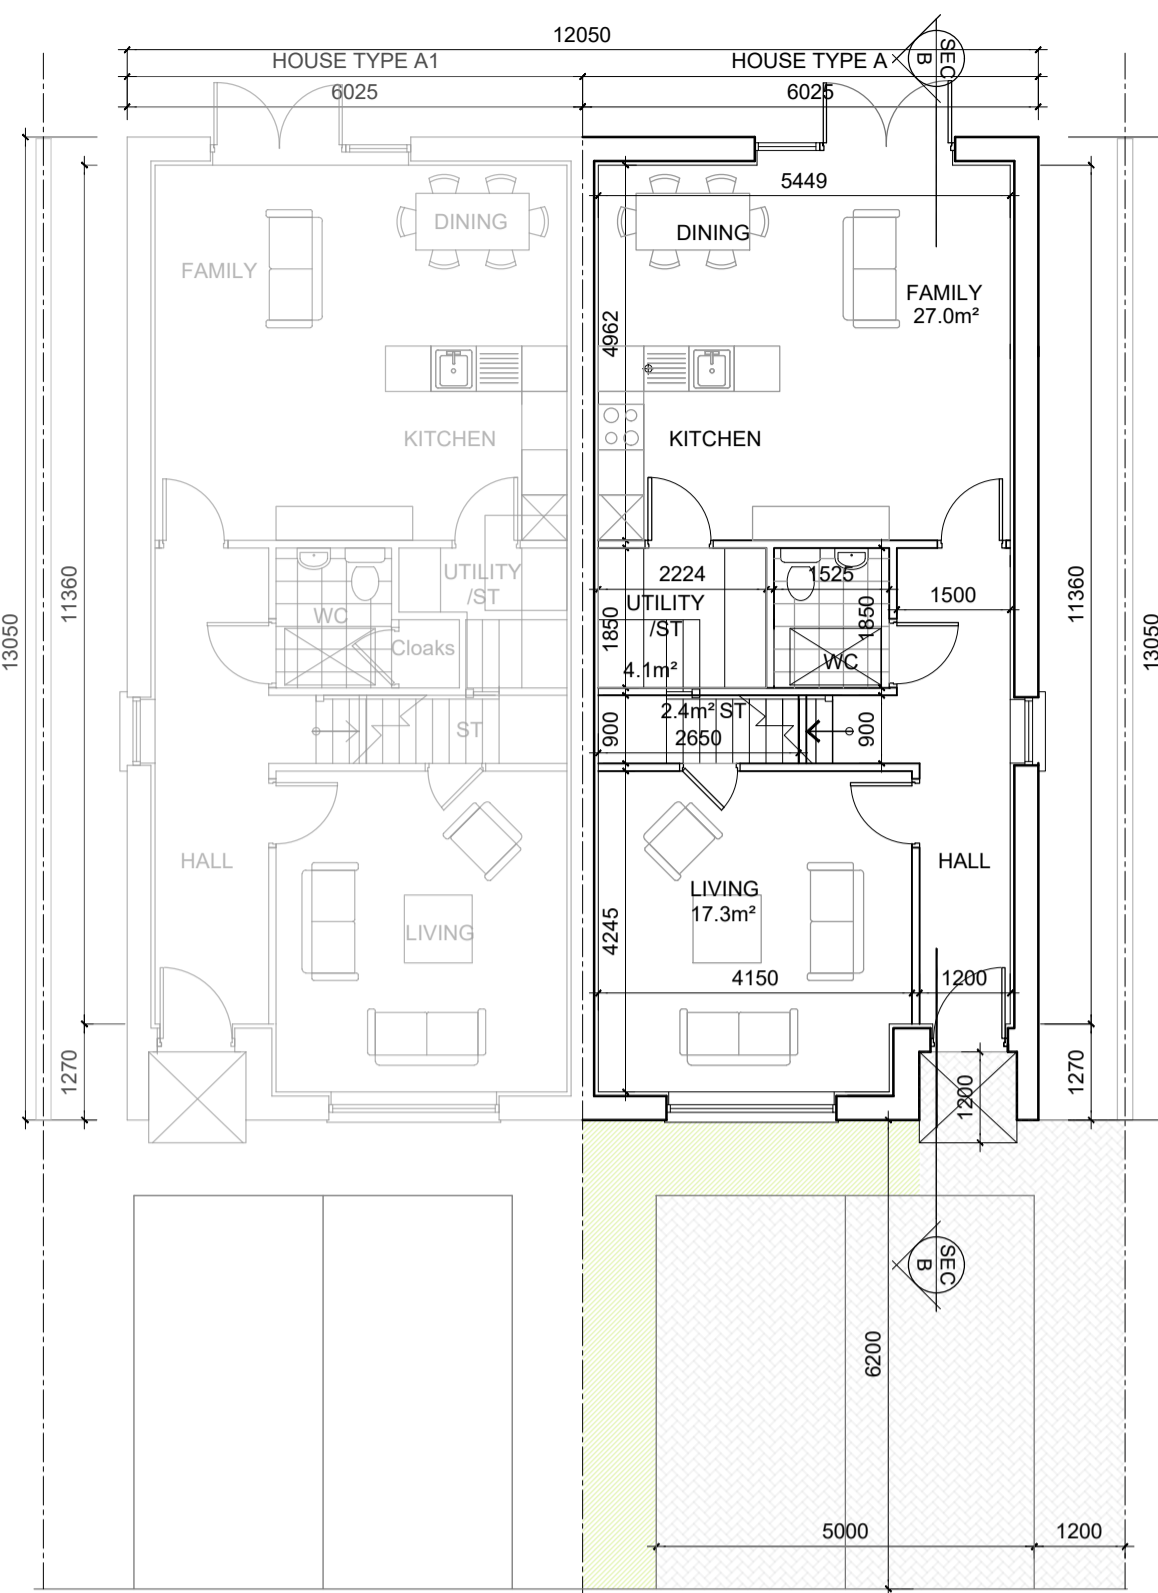 12050
HOUSE TYPE A1
HOUSE TYPE A
SEC
B
6025
6025
5449
DINING
DINING
FAMILY
FAMILY
27.0m²
4962
KITCHEN
KITCHEN
13050
11360
11360
13050
UTILITY
/ST
2224
1525
1500
UTILITY
/ST
WC
Cloaks
1850
1850
4.1m²
WC
ST
2.4m² ST
900
2650
900
HALL
HALL
LIVING
LIVING
17.3m²
4245
4150
1200
1270
1200
1270
SEC
B
6200
5000
1200